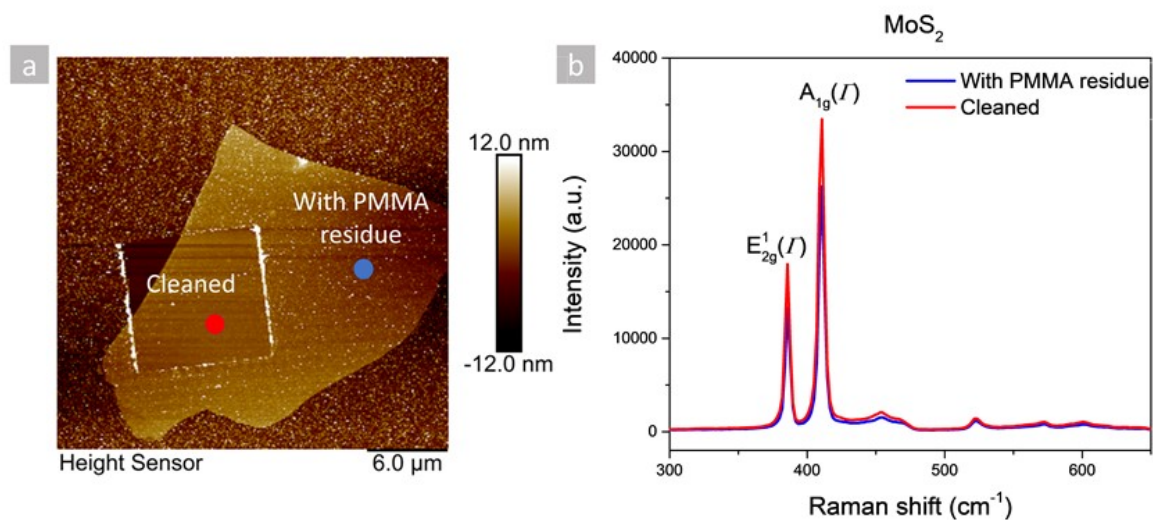 a
12.0 nm
With PMMA
residue
Cleaned
-12.0 nm
Height Sensor
6.0 μm
b
MoS₂
With PMMA residue
Cleaned
A₁g(Γ)
E¹₂g(Γ)
Intensity (a.u.)
40000
30000
20000
10000
0
300
400
500
600
Raman shift (cm⁻¹)